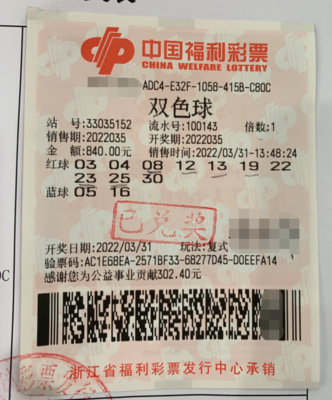 中国福利彩票
CHINA WELFARE LOTTERY
ADC4-E32F-1058-415B-C80C
双色球
站 号:33035152 流水号:100143 倍数:1
销售期:2022035 开奖期:2022035
金 额:840.00元 销售时间:2022/03/31-13:48:24
红球 03 04 08 12 13 19 22
23 25 30
蓝球 05 16
已兑奖
开奖日期:2022/03/31 玩法:复式
验票码:AC1E6BEA-2571BF33-68277D45-D0EEFA14
感谢您为公益事业贡献302.40元
浙江省福利彩票发行中心承销